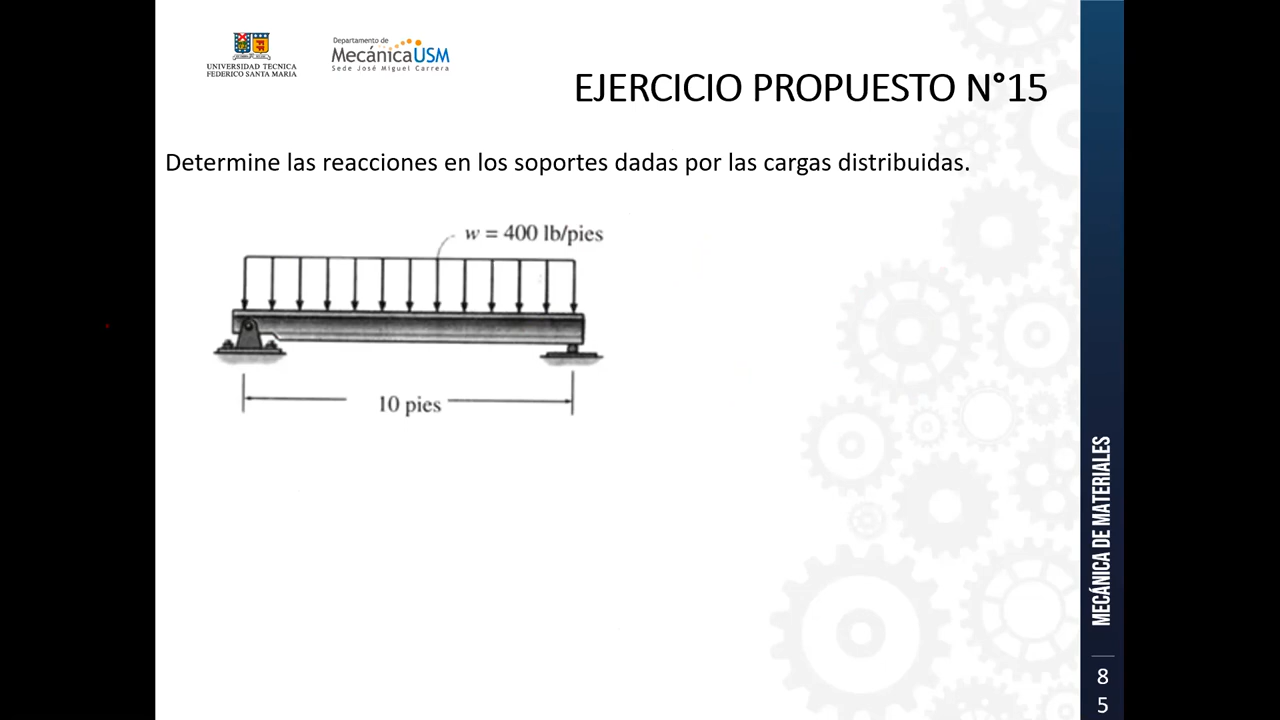 UNIVERSIDAD TECNICA
FEDERICO SANTA MARIA
Departamento de
MecánicaUSM
Sede José Miguel Carrera
EJERCICIO PROPUESTO N°15
Determine las reacciones en los soportes dadas por las cargas distribuidas.
w = 400 lb/pies
10 pies
MECÁNICA DE MATERIALES
8
5